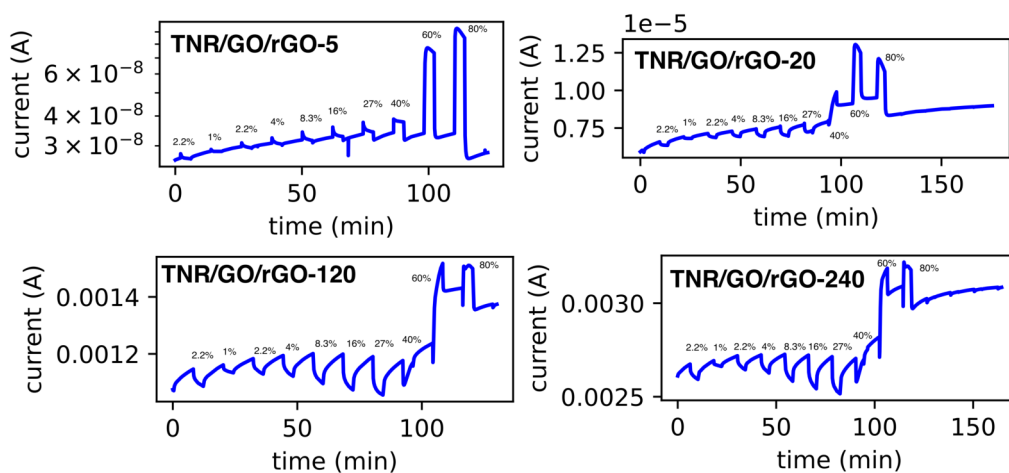 TNR/GO/rGO-5
current (A)
6 × 10⁻⁸
4 × 10⁻⁸
3 × 10⁻⁸
2.2% 1% 2.2% 4% 8.3% 16% 27% 40% 60% 80%
0 50 100
time (min)
1e−5
TNR/GO/rGO-20
current (A)
1.25
1.00
0.75
2.2% 1% 2.2% 4% 8.3% 16% 27% 40% 60% 80%
0 50 100 150
time (min)
TNR/GO/rGO-120
current (A)
0.0014
0.0012
2.2% 1% 2.2% 4% 8.3% 16% 27% 40% 60% 80%
0 50 100
time (min)
TNR/GO/rGO-240
current (A)
0.0030
0.0025
2.2% 1% 2.2% 4% 8.3% 16% 27% 40% 60% 80%
0 50 100 150
time (min)